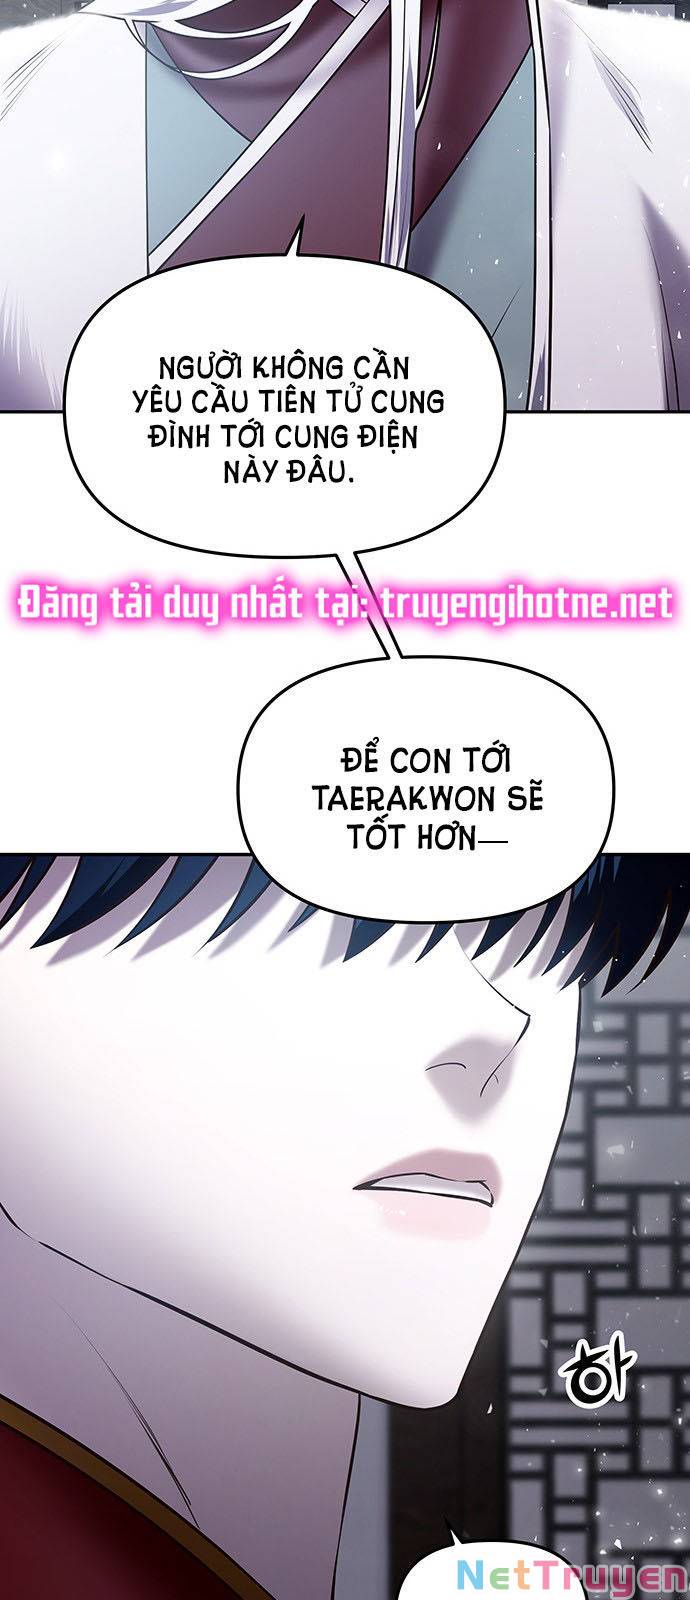 NGƯỜI KHÔNG CẦN
YÊU CẦU TIÊN TỬ CUNG
ĐÌNH TỚI CUNG ĐIỆN
NÀY ĐÂU.
Đăng tải duy nhất tại: truyengihotne.net
ĐỂ CON TỚI
TAERAKWON SẼ
TỐT HƠN—
하
NetTruyen